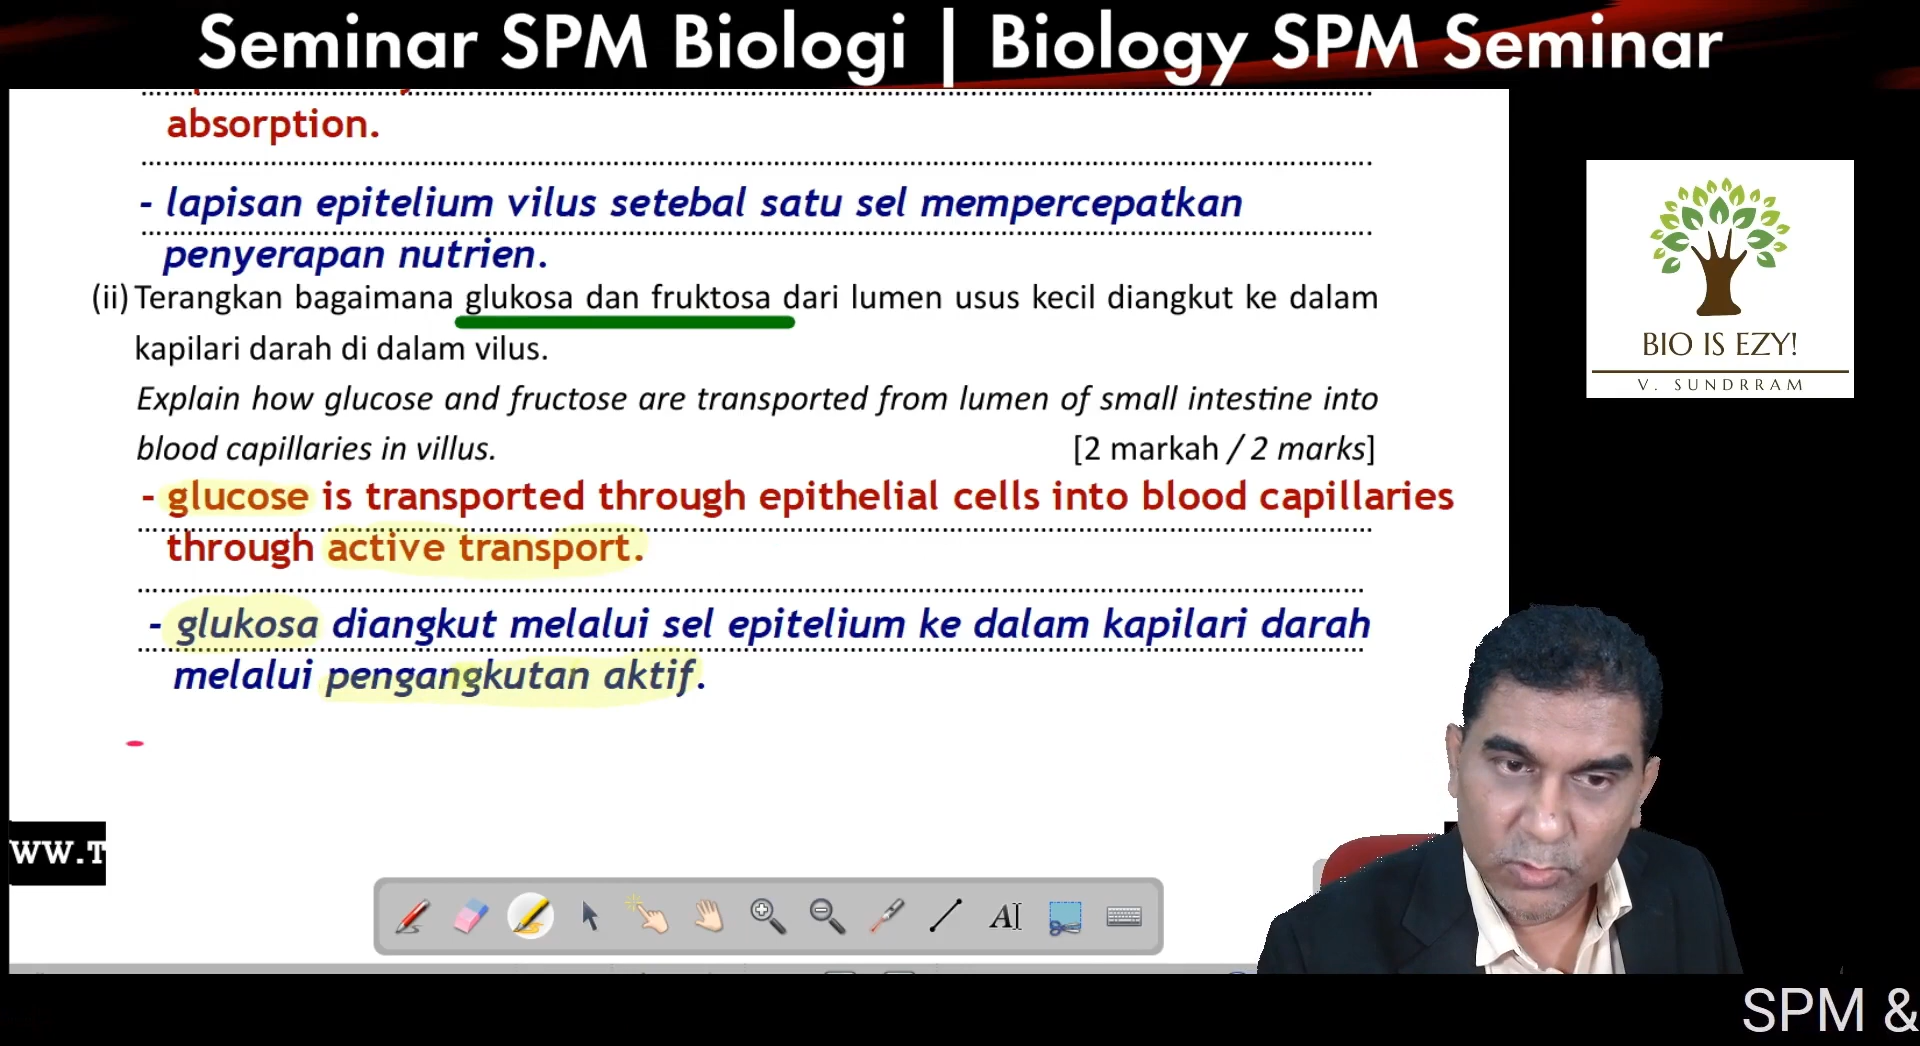 Seminar SPM Biologi | Biology SPM Seminar
absorption.
- lapisan epitelium vilus setebal satu sel mempercepatkan
penyerapan nutrien.
(ii) Terangkan bagaimana glukosa dan fruktosa dari lumen usus kecil diangkut ke dalam
kapilari darah di dalam vilus.
Explain how glucose and fructose are transported from lumen of small intestine into
blood capillaries in villus. [2 markah / 2 marks]
- glucose is transported through epithelial cells into blood capillaries
through active transport.
- glukosa diangkut melalui sel epitelium ke dalam kapilari darah
melalui pengangkutan aktif.
BIO IS EZY!
V. SUNDRRAM
WW.T
AI
SPM &